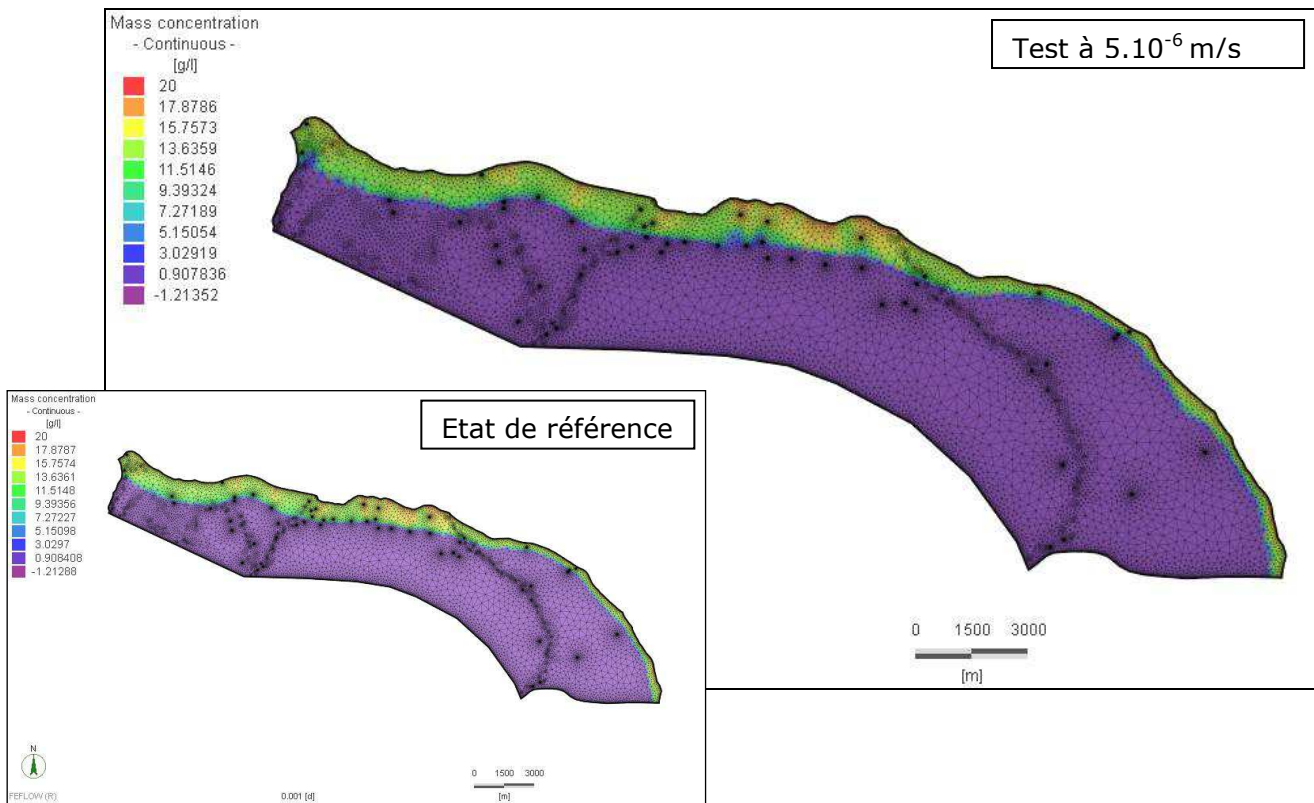 Mass concentration
- Continuous -
[g/l]
20
17.8786
15.7573
13.6359
11.5146
9.39324
7.27189
5.15054
3.02919
0.907836
-1.21352
Test à 5.10⁻⁶ m/s
0 1500 3000
[m]
Mass concentration
- Continuous -
[g/l]
20
17.8787
15.7574
13.6361
11.5148
9.39356
7.27227
5.15098
3.0297
0.908408
-1.21288
Etat de référence
N
FEFLOW (R)
0.001 [d]
0 1500 3000
[m]